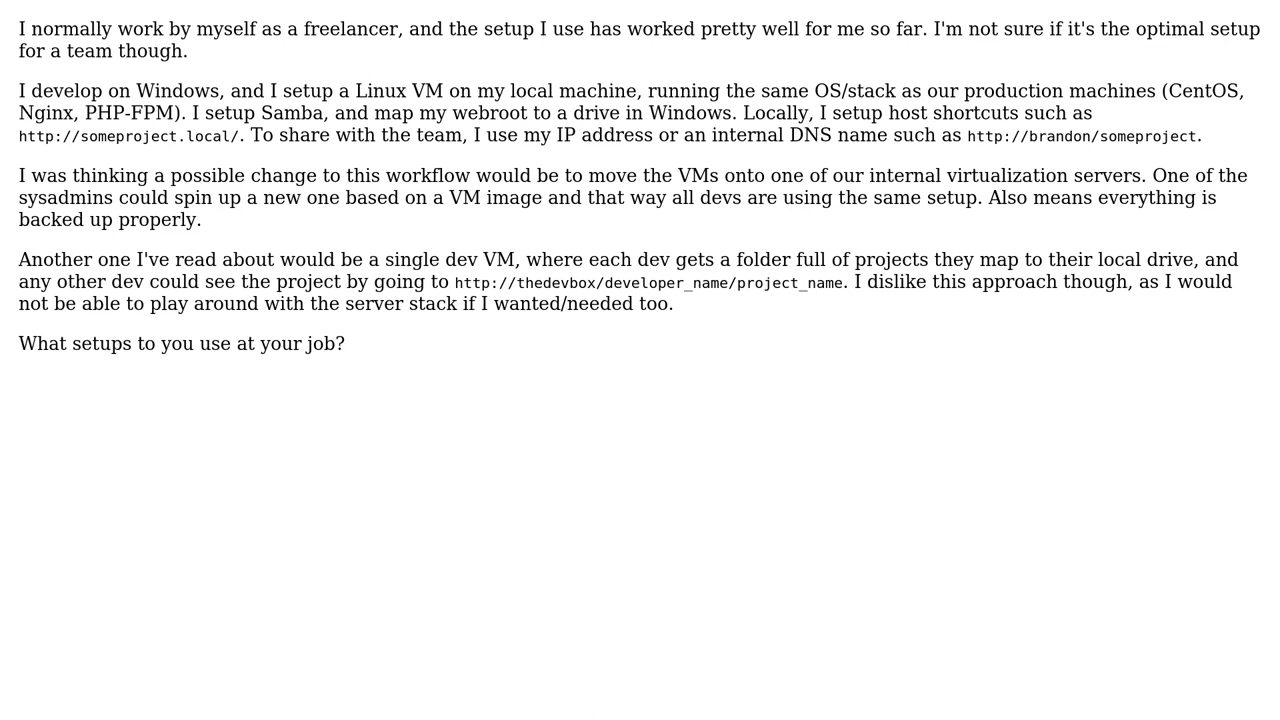 I normally work by myself as a freelancer, and the setup I use has worked pretty well for me so far. I'm not sure if it's the optimal setup
for a team though.
I develop on Windows, and I setup a Linux VM on my local machine, running the same OS/stack as our production machines (CentOS,
Nginx, PHP-FPM). I setup Samba, and map my webroot to a drive in Windows. Locally, I setup host shortcuts such as
http://someproject.local/. To share with the team, I use my IP address or an internal DNS name such as http://brandon/someproject.
I was thinking a possible change to this workflow would be to move the VMs onto one of our internal virtualization servers. One of the
sysadmins could spin up a new one based on a VM image and that way all devs are using the same setup. Also means everything is
backed up properly.
Another one I've read about would be a single dev VM, where each dev gets a folder full of projects they map to their local drive, and
any other dev could see the project by going to http://thedevbox/developer_name/project_name. I dislike this approach though, as I would
not be able to play around with the server stack if I wanted/needed too.
What setups to you use at your job?